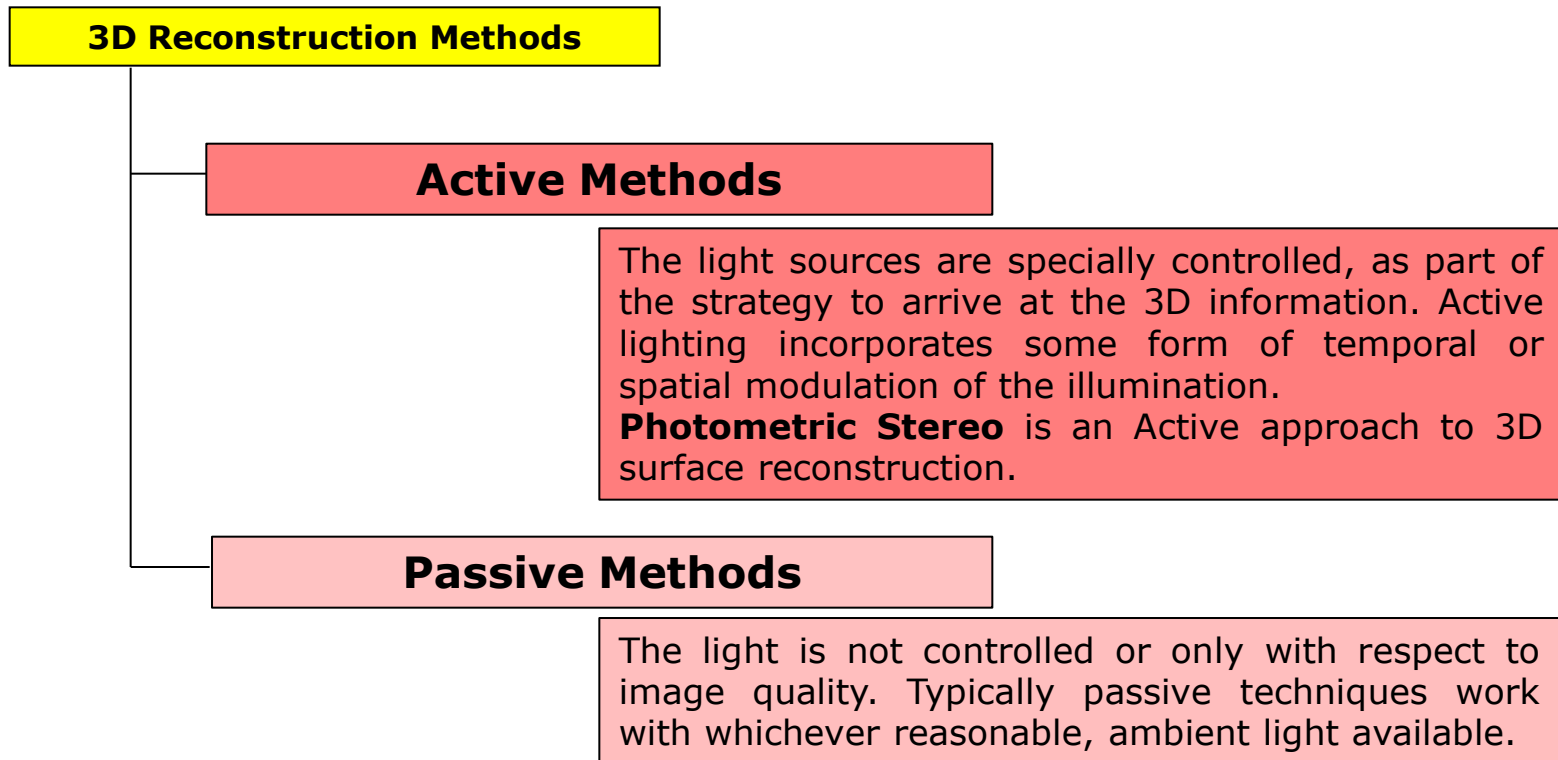 3D Reconstruction Methods
Active Methods
The light sources are specially controlled, as part of
the strategy to arrive at the 3D information. Active
lighting incorporates some form of temporal or
spatial modulation of the illumination.
Photometric Stereo is an Active approach to 3D
surface reconstruction.
Passive Methods
The light is not controlled or only with respect to
image quality. Typically passive techniques work
with whichever reasonable, ambient light available.